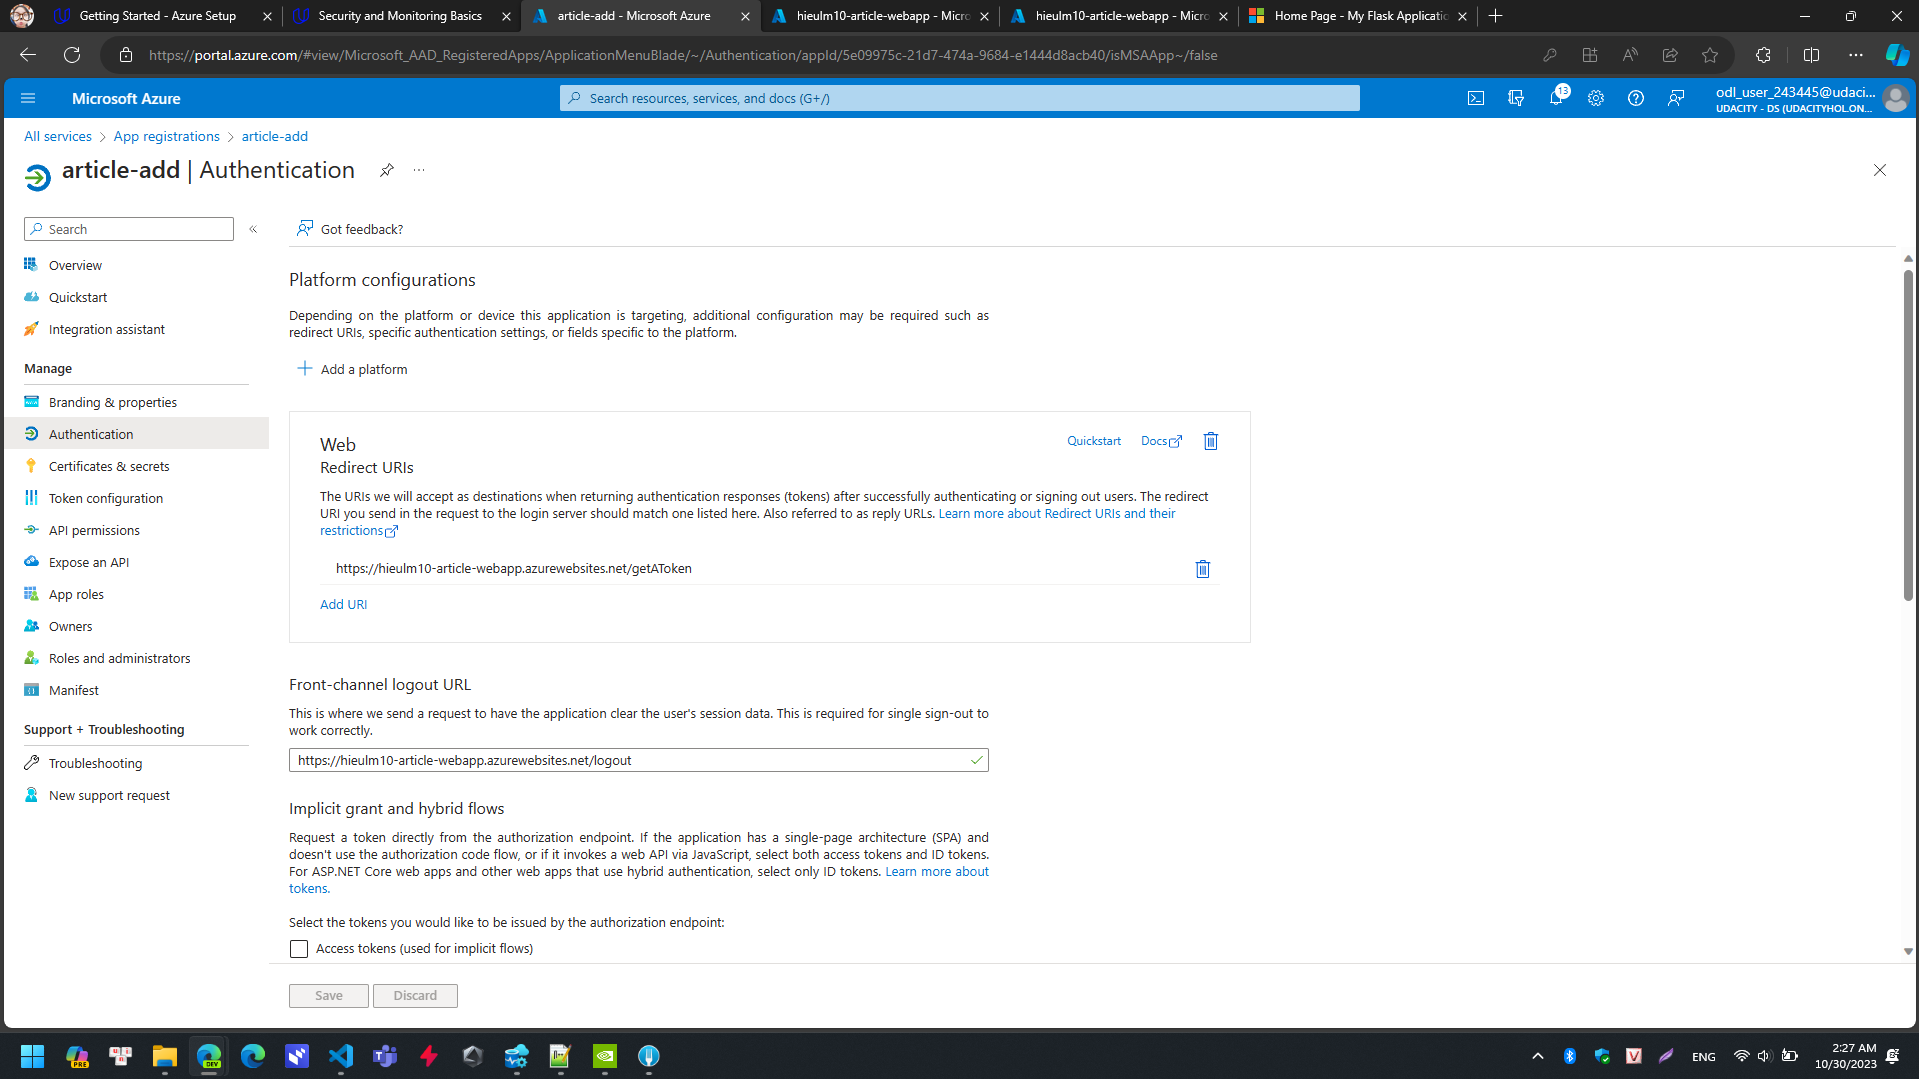 Getting Started - Azure Setup
Security and Monitoring Basics
article-add - Microsoft Azure
hieulm10-article-webapp - Micro
hieulm10-article-webapp - Micro
Home Page - My Flask Applicatio
https://portal.azure.com/#view/Microsoft_AAD_RegisteredApps/ApplicationMenuBlade/~/Authentication/appId/5e09975c-21d7-474a-9684-e1444d8acb40/isMSAApp~/false
Microsoft Azure
Search resources, services, and docs (G+/)
13
odl_user_243445@udaci...
UDACITY - DS (UDACITYHOL.ON...
All services > App registrations > article-add
article-add | Authentication
Search
Got feedback?
Overview
Quickstart
Integration assistant
Manage
Branding & properties
Authentication
Certificates & secrets
Token configuration
API permissions
Expose an API
App roles
Owners
Roles and administrators
Manifest
Support + Troubleshooting
Troubleshooting
New support request
Platform configurations
Depending on the platform or device this application is targeting, additional configuration may be required such as
redirect URIs, specific authentication settings, or fields specific to the platform.
Add a platform
Web
Quickstart
Docs
Redirect URIs
The URIs we will accept as destinations when returning authentication responses (tokens) after successfully authenticating or signing out users. The redirect
URI you send in the request to the login server should match one listed here. Also referred to as reply URLs. Learn more about Redirect URIs and their
restrictions
https://hieulm10-article-webapp.azurewebsites.net/getAToken
Add URI
Front-channel logout URL
This is where we send a request to have the application clear the user's session data. This is required for single sign-out to
work correctly.
https://hieulm10-article-webapp.azurewebsites.net/logout
Implicit grant and hybrid flows
Request a token directly from the authorization endpoint. If the application has a single-page architecture (SPA) and
doesn't use the authorization code flow, or if it invokes a web API via JavaScript, select both access tokens and ID tokens.
For ASP.NET Core web apps and other web apps that use hybrid authentication, select only ID tokens. Learn more about
tokens.
Select the tokens you would like to be issued by the authorization endpoint:
Access tokens (used for implicit flows)
Save
Discard
PRE
DEV
ENG
2:27 AM
10/30/2023